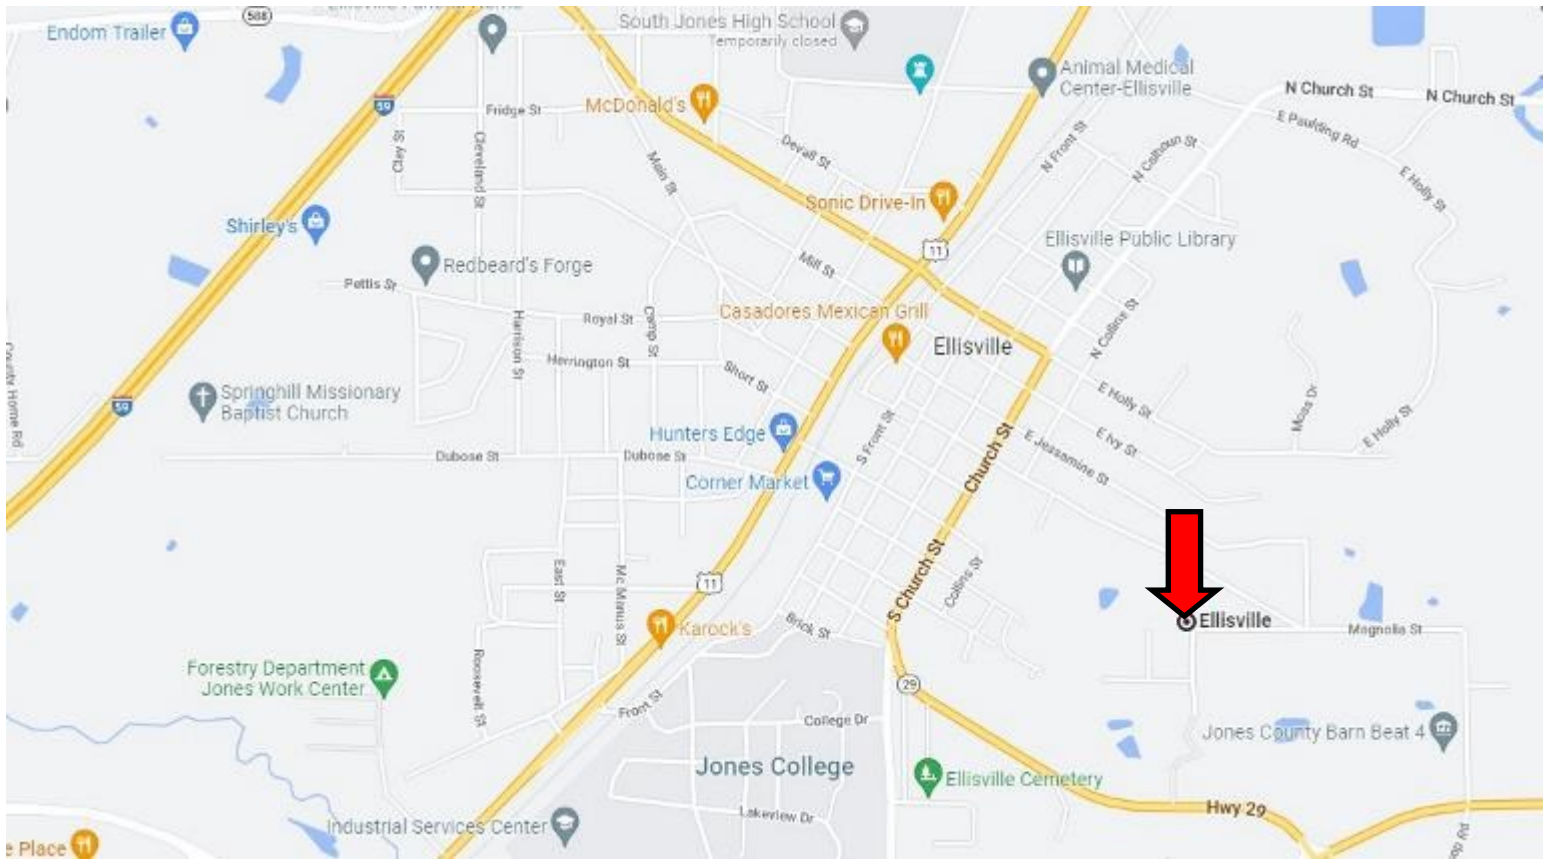 588
Endom Trailer
South Jones High School
Temporarily closed
Animal Medical
Center-Ellisville
N Church St
N Church St
59
Fridge St
McDonald's
E Paulding Rd
Clay St
Cleveland St
Main St
Devall St
N Front St
N Calhoun St
E Holly St
Shirley's
Sonic Drive-In
11
Ellisville Public Library
Redbeard's Forge
Mill St
Pettis St
Royal St
Camp St
Harrison St
Casadores Mexican Grill
Ellisville
N Collins St
County Home Rd
Herrington St
Short St
59
Springhill Missionary
Baptist Church
E Holly St
Moss Dr
E Holly St
Hunters Edge
S Front St
Church St
E Ivy St
E Jessamine St
Dubose St
Dubose St
Corner Market
East St
Mc Manus St
11
S Church St
Collins St
Karock's
Brick St
Ellisville
Magnolia St
Forestry Department
Jones Work Center
Roosevelt St
Front St
29
College Dr
Jones County Barn Beat 4
Jones College
Ellisville Cemetery
Hwy 29
Lakeview Dr
Industrial Services Center
e Place